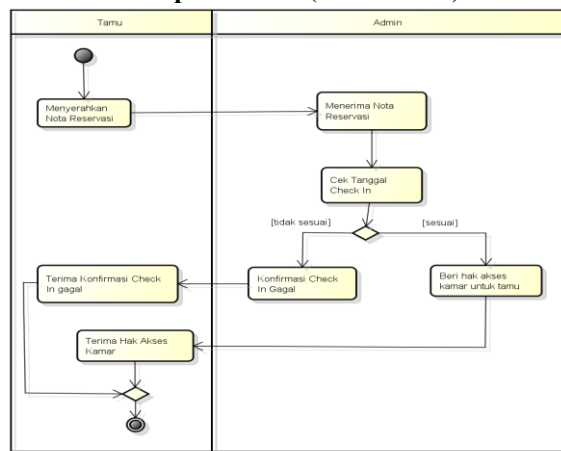 Tamu
Admin
Menyerahkan
Nota Reservasi
Menerima Nota
Reservasi
Cek Tanggal
Check In
[tidak sesuai]
[sesuai]
Terima Konfirmasi Check
In gagal
Konfirmasi Check
In Gagal
Beri hak akses
kamar untuk tamu
Terima Hak Akses
Kamar